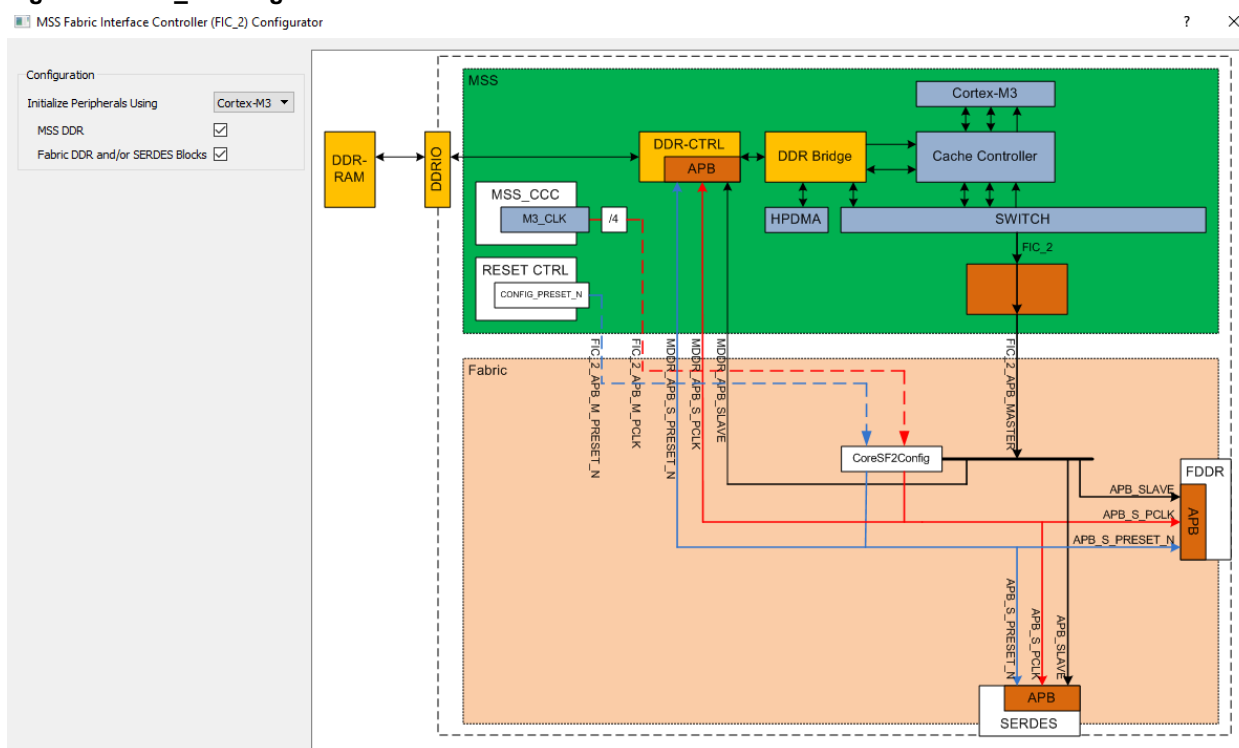 MSS Fabric Interface Controller (FIC_2) Configurator
?
X
Configuration
Initialize Peripherals Using
Cortex-M3
MSS DDR
Fabric DDR and/or SERDES Blocks
MSS
Cortex-M3
DDR-
RAM
DDRIO
DDR-CTRL
APB
DDR Bridge
Cache Controller
MSS_CCC
M3_CLK
/4
HPDMA
SWITCH
FIC_2
RESET CTRL
CONFIG_PRESET_N
FIC_2_APB_M_PRESET_N
FIC_2_APB_M_PCLK
MDDR_APB_S_PRESET_N
MDDR_APB_S_PCLK
MDDR_APB_SLAVE
FIC_2_APB_MASTER
Fabric
CoreSF2Config
FDDR
APB
APB_SLAVE
APB_S_PCLK
APB_S_PRESET_N
APB_S_PRESET_N
APB_S_PCLK
APB_SLAVE
APB
SERDES